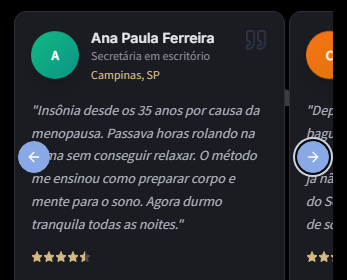 A
Ana Paula Ferreira
Secretária em escritório
Campinas, SP
"Insônia desde os 35 anos por causa da
menopausa. Passava horas rolando na
ma sem conseguir relaxar. O método
me ensinou como preparar corpo e
mente para o sono. Agora durmo
tranquila todas as noites."
"Dep
bagu
já nã
do S
de s